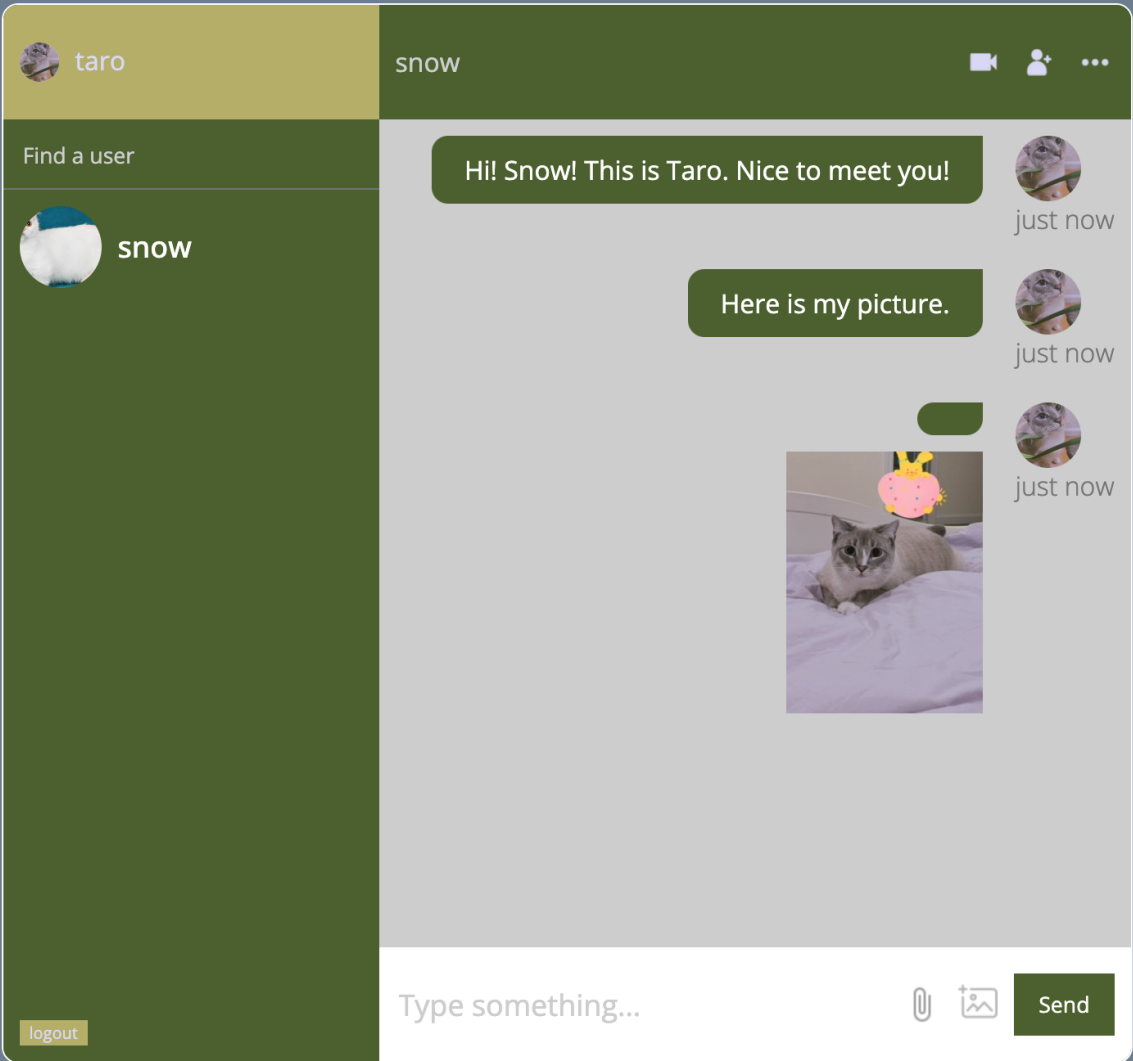 taro
snow
Find a user
snow
Hi! Snow! This is Taro. Nice to meet you!
just now
Here is my picture.
just now
just now
Type something...
Send
logout